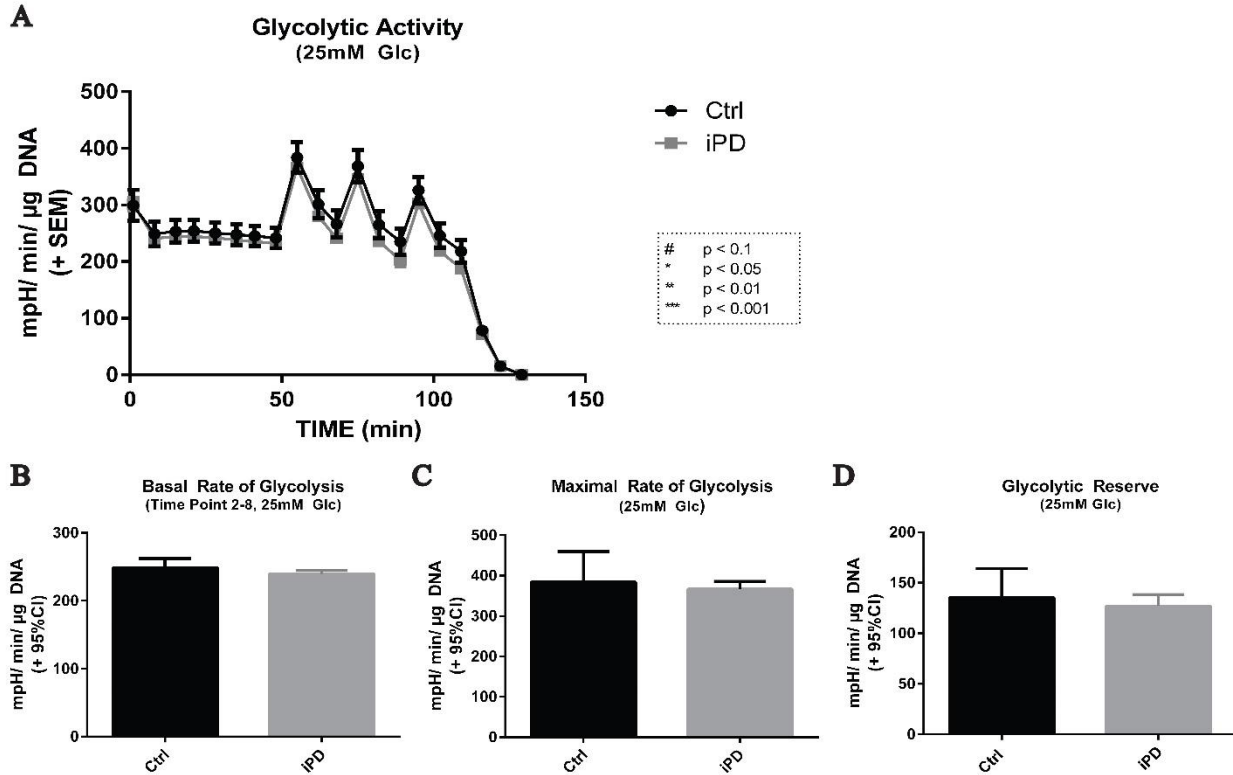 A
Glycolytic Activity
(25mM Glc)
mpH/ min/ µg DNA
(+ SEM)
500
400
300
200
100
0
0
50
100
150
TIME (min)
Ctrl
iPD
# p < 0.1
* p < 0.05
** p < 0.01
*** p < 0.001
B
Basal Rate of Glycolysis
(Time Point 2-8, 25mM Glc)
mpH/ min/ µg DNA
(+ 95%CI)
300
200
100
0
Ctrl
iPD
C
Maximal Rate of Glycolysis
(25mM Glc)
mpH/ min/ µg DNA
(+ 95%CI)
500
400
300
200
100
0
Ctrl
iPD
D
Glycolytic Reserve
(25mM Glc)
mpH/ min/ µg DNA
(+ 95%CI)
200
150
100
50
0
Ctrl
iPD